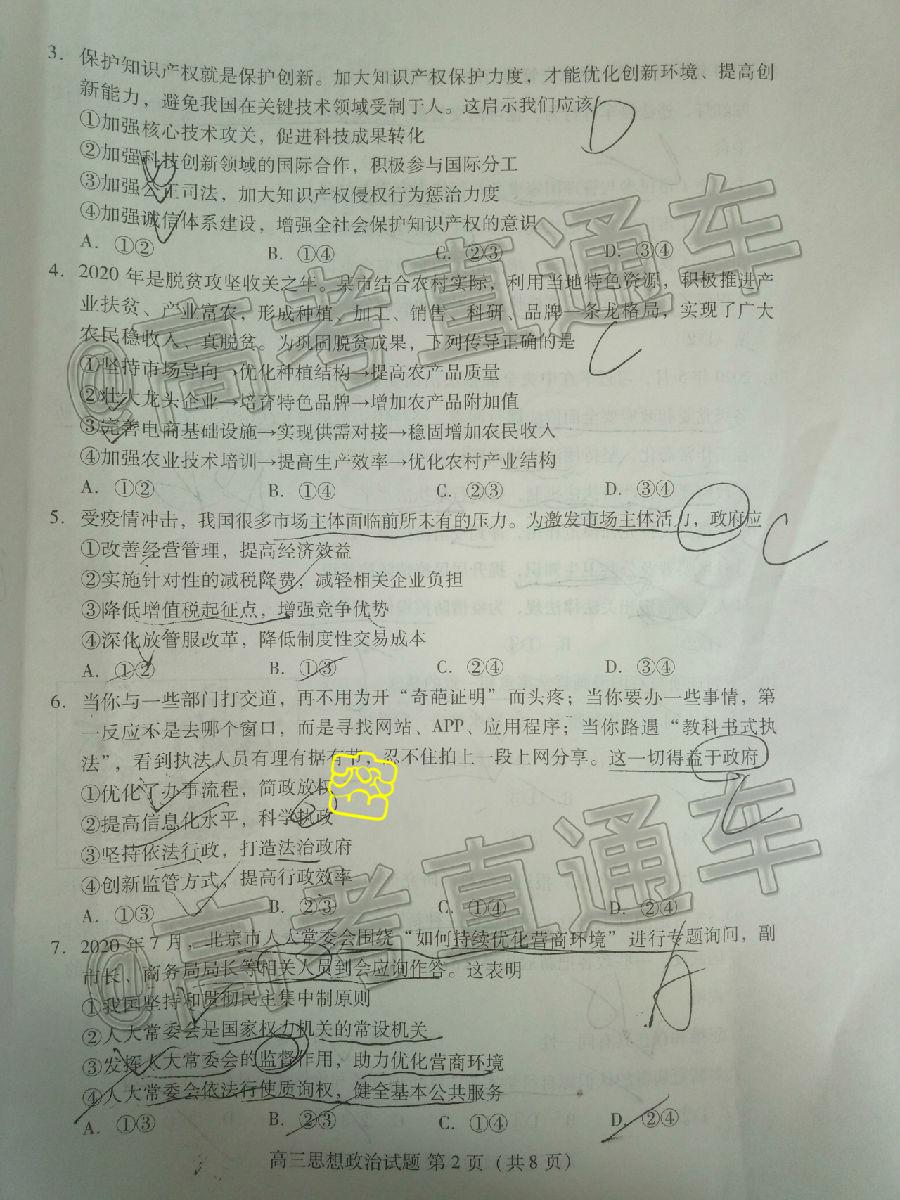 3. 保护知识产权就是保护创新。加大知识产权保护力度，才能优化创新环境、提高创
新能力，避免我国在关键技术领域受制于人。这启示我们应该 D
①加强核心技术攻关，促进科技成果转化
②加强科技创新领域的国际合作，积极参与国际分工
③加强公正司法，加大知识产权侵权行为惩治力度
④加强诚信体系建设，增强全社会保护知识产权的意识
A. ①② B. ①④ C. ②③ D. ③④
4. 2020 年是脱贫攻坚收关之年。某市结合农村实际，利用当地特色资源，积极推进产
业扶贫、产业富农，形成种植、加工、销售、科研、品牌一条龙格局，实现了广大
农民稳收入、真脱贫。为巩固脱贫成果，下列传导正确的是 C
①坚持市场导向→优化种植结构→提高农产品质量
②壮大龙头企业→培育特色品牌→增加农产品附加值
③完善电商基础设施→实现供需对接→稳固增加农民收入
④加强农业技术培训→提高生产效率→优化农村产业结构
A. ①② B. ①④ C. ②③ D. ③④
5. 受疫情冲击，我国很多市场主体面临前所未有的压力。为激发市场主体活力，政府应 C
①改善经营管理，提高经济效益
②实施针对性的减税降费，减轻相关企业负担
③降低增值税起征点，增强竞争优势
④深化放管服改革，降低制度性交易成本
A. ①② B. ①③ C. ②④ D. ③④
6. 当你与一些部门打交道，再不用为开“奇葩证明”而头疼；当你要办一些事情，第
一反应不是去哪个窗口，而是寻找网站、APP、应用程序；当你路遇“教科书式执
法”，看到执法人员有理有据有节，忍不住拍上一段上网分享。这一切得益于政府
①优化了办事流程，简政放权 C
②提高信息化水平，科学执政
③坚持依法行政，打造法治政府
④创新监管方式，提高行政效率
A. ①③ B. ②③ C. ①④ D. ②④
7. 2020 年 7 月，北京市人大常委会围绕“如何持续优化营商环境”进行专题询问，副
市长、商务局局长等相关人员到会应询作答。这表明 A
①我国坚持和贯彻民主集中制原则
②人大常委会是国家权力机关的常设机关
③发挥人大常委会的监督作用，助力优化营商环境
④人大常委会依法行使质询权，健全基本公共服务
A. ①③ B. ②③ C. ①④ D. ②④
高三思想政治试题 第 2 页（共 8 页）
@高考直通车
@高考直通车